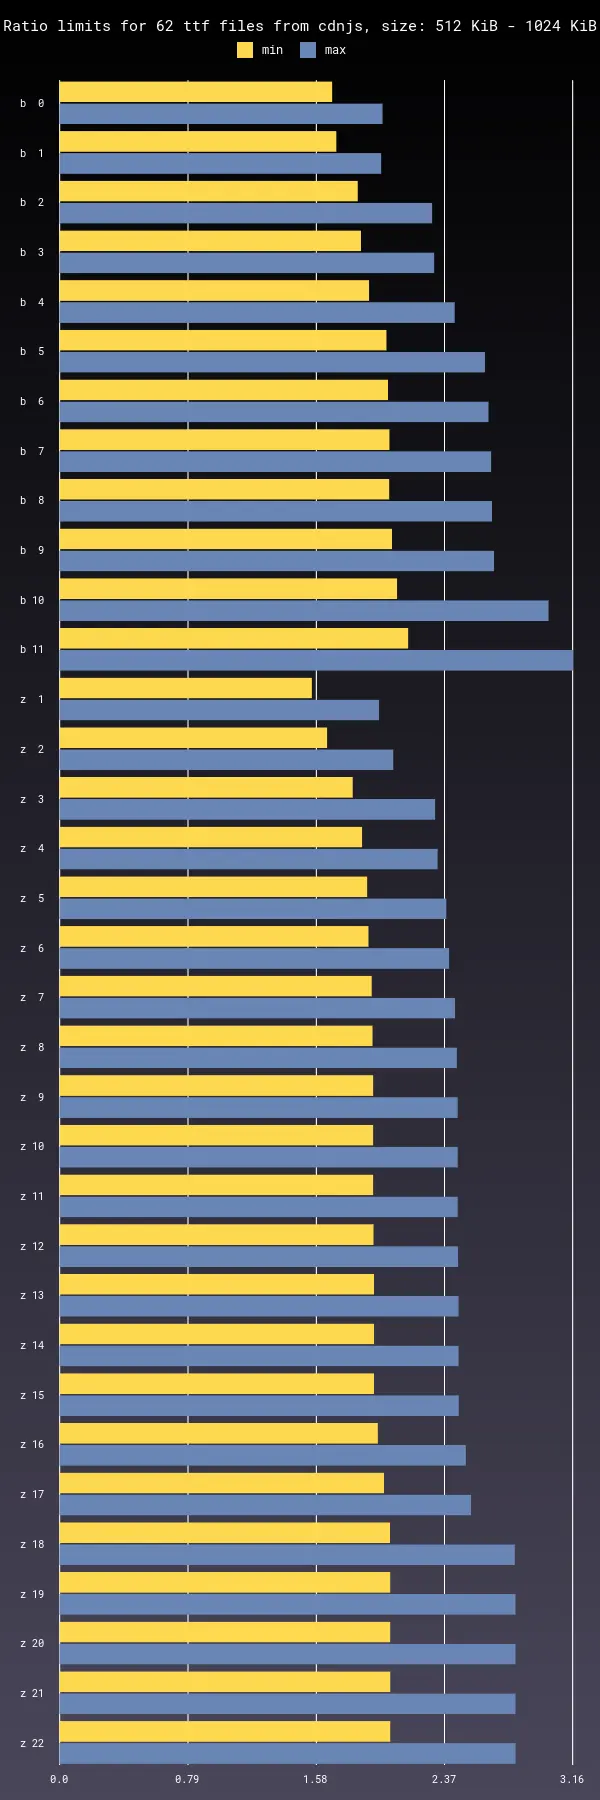 Ratio limits for 62 ttf files from cdnjs, size: 512 KiB - 1024 KiB
min max
b 0
b 1
b 2
b 3
b 4
b 5
b 6
b 7
b 8
b 9
b 10
b 11
z 1
z 2
z 3
z 4
z 5
z 6
z 7
z 8
z 9
z 10
z 11
z 12
z 13
z 14
z 15
z 16
z 17
z 18
z 19
z 20
z 21
z 22
0.0 0.79 1.58 2.37 3.16